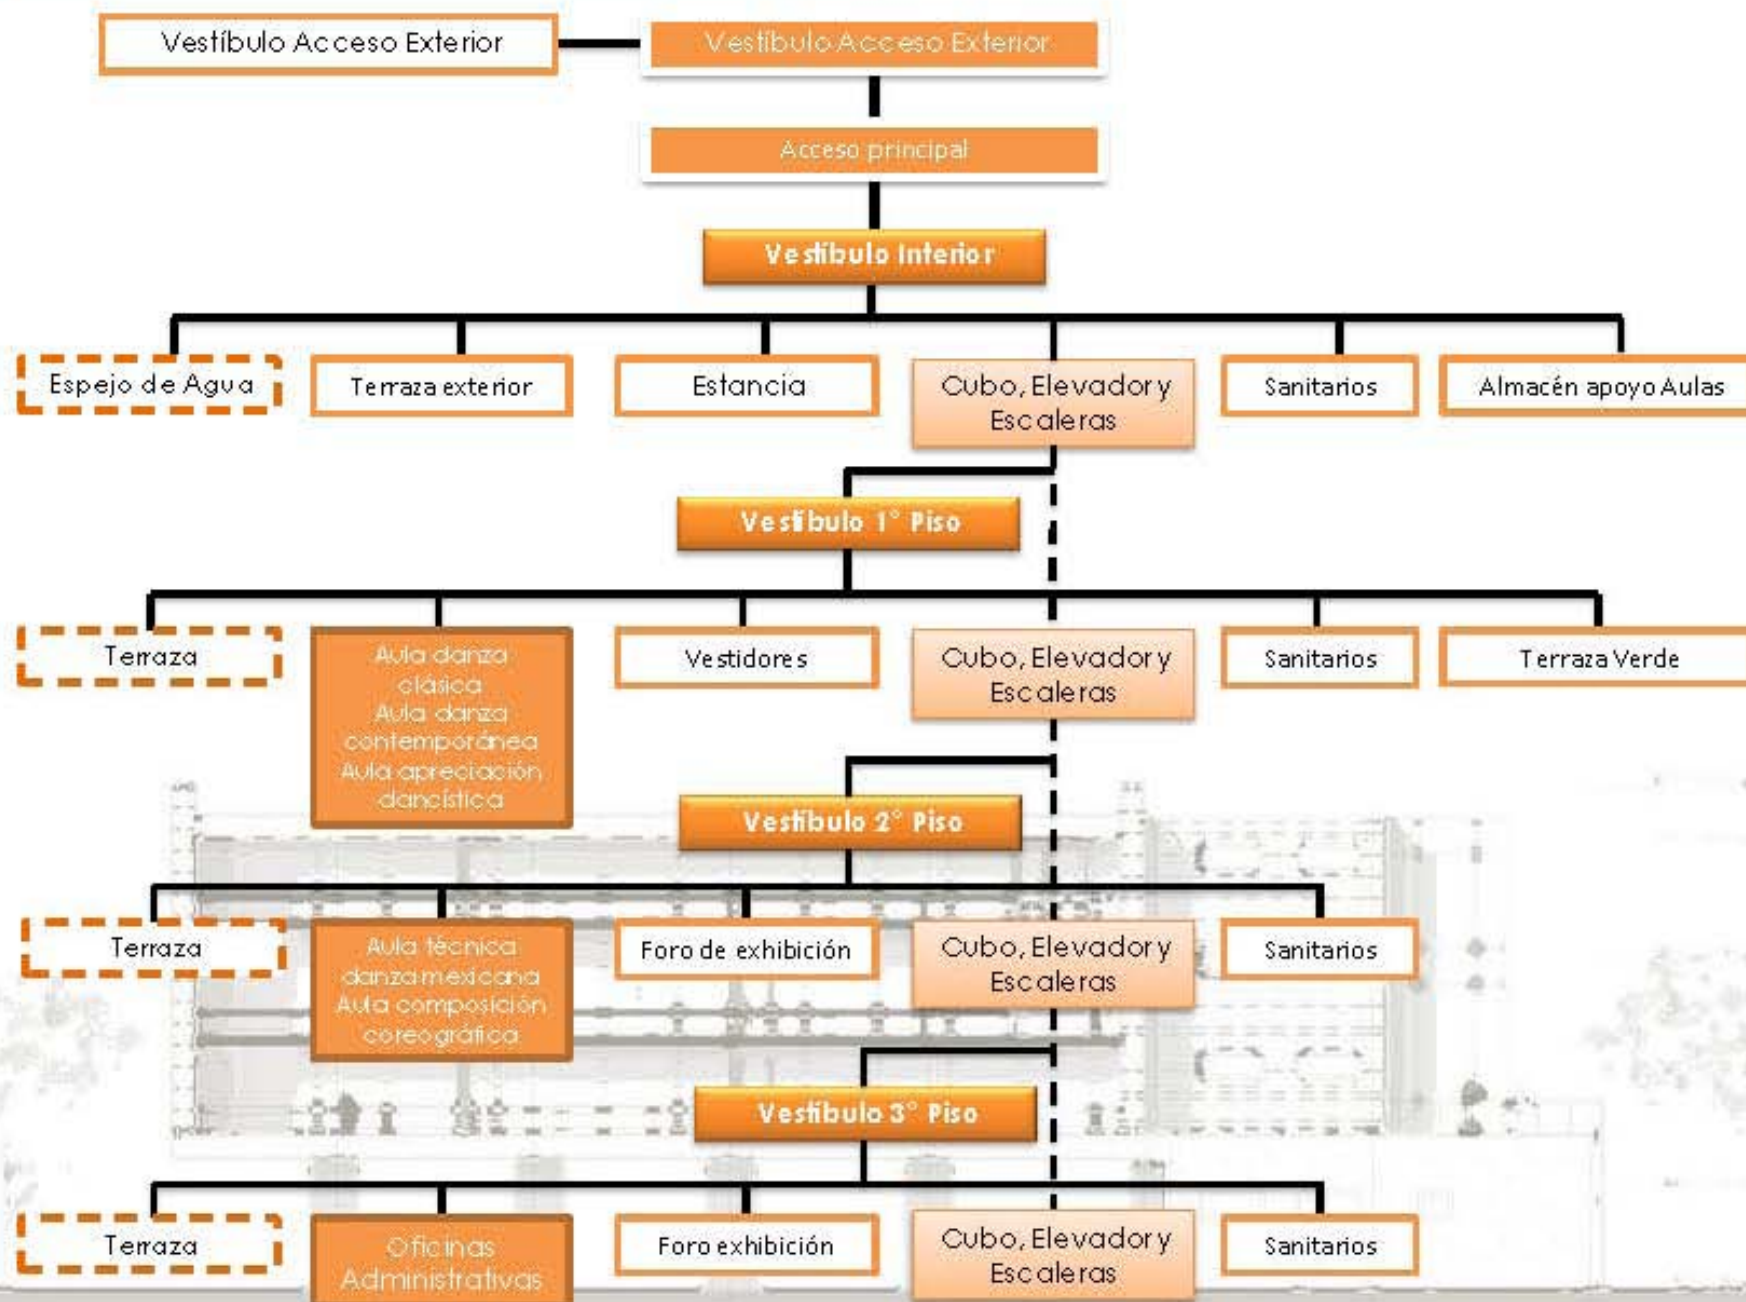 Vestíbulo Acceso Exterior
Vestíbulo Acceso Exterior
Acceso principal
Vestíbulo Interior
Espejo de Agua
Terraza exterior
Estancia
Cubo, Elevador y
Escaleras
Sanitarios
Almacén apoyo Aulas
Vestíbulo 1° Piso
Terraza
Aula danza
clásica
Aula danza
contemporánea
Aula apreciación
dancística
Vestidores
Cubo, Elevador y
Escaleras
Sanitarios
Terraza Verde
Vestíbulo 2° Piso
Terraza
Aula técnica
danza mexicana
Aula composición
coreográfica
Foro de exhibición
Cubo, Elevador y
Escaleras
Sanitarios
Vestíbulo 3° Piso
Terraza
Oficinas
Administrativas
Foro exhibición
Cubo, Elevador y
Escaleras
Sanitarios